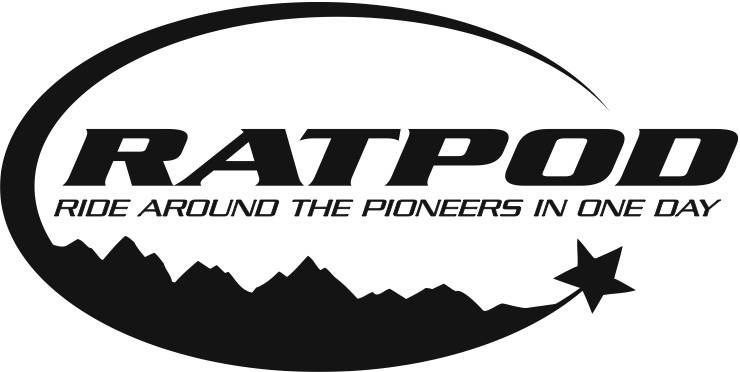 RATPOD
RIDE AROUND THE PIONEERS IN ONE DAY